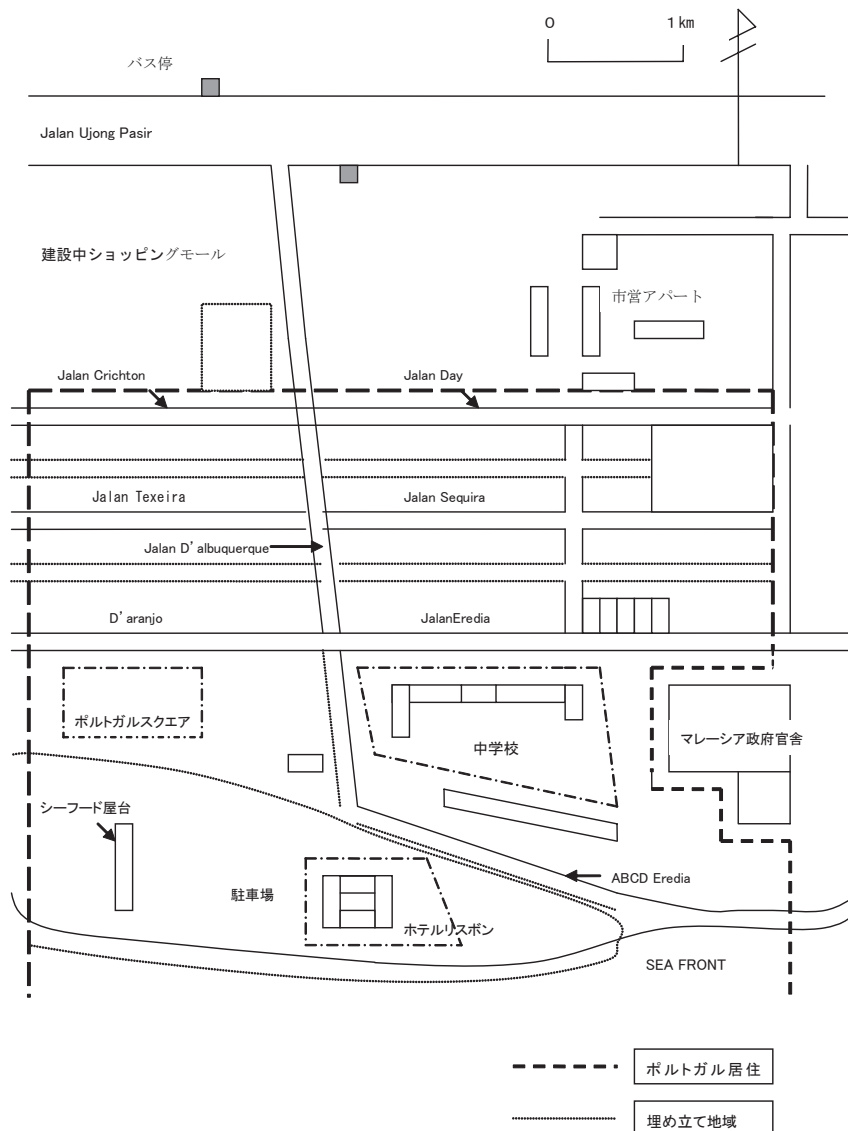 0 1 km
バス停
Jalan Ujong Pasir
建設中ショッピングモール
市営アパート
Jalan Crichton
Jalan Day
Jalan Texeira
Jalan Sequira
Jalan D'albuquerque
D'aranjo
JalanEredia
ポルトガルスクエア
中学校
マレーシア政府官舎
シーフード屋台
ABCD Eredia
駐車場
ホテルリスボン
SEA FRONT
ポルトガル居住
埋め立て地域